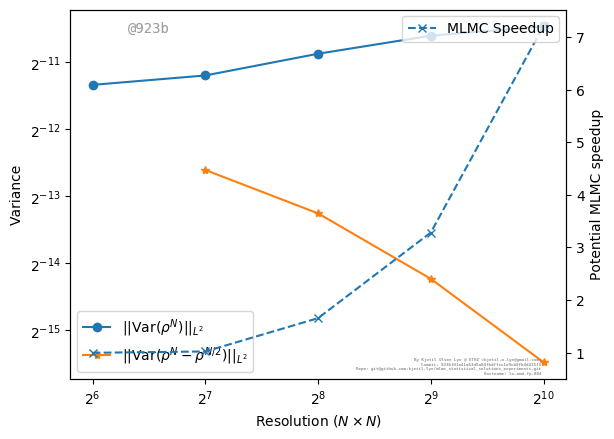 @923b
MLMC Speedup
2^{-11}
2^{-12}
2^{-13}
2^{-14}
2^{-15}
Variance
7
6
5
4
3
2
1
Potential MLMC speedup
||Var(ρ^N)||_{L^2}
||Var(ρ^N − ρ^{N/2})||_{L^2}
2^6
2^7
2^8
2^9
2^{10}
Resolution (N × N)